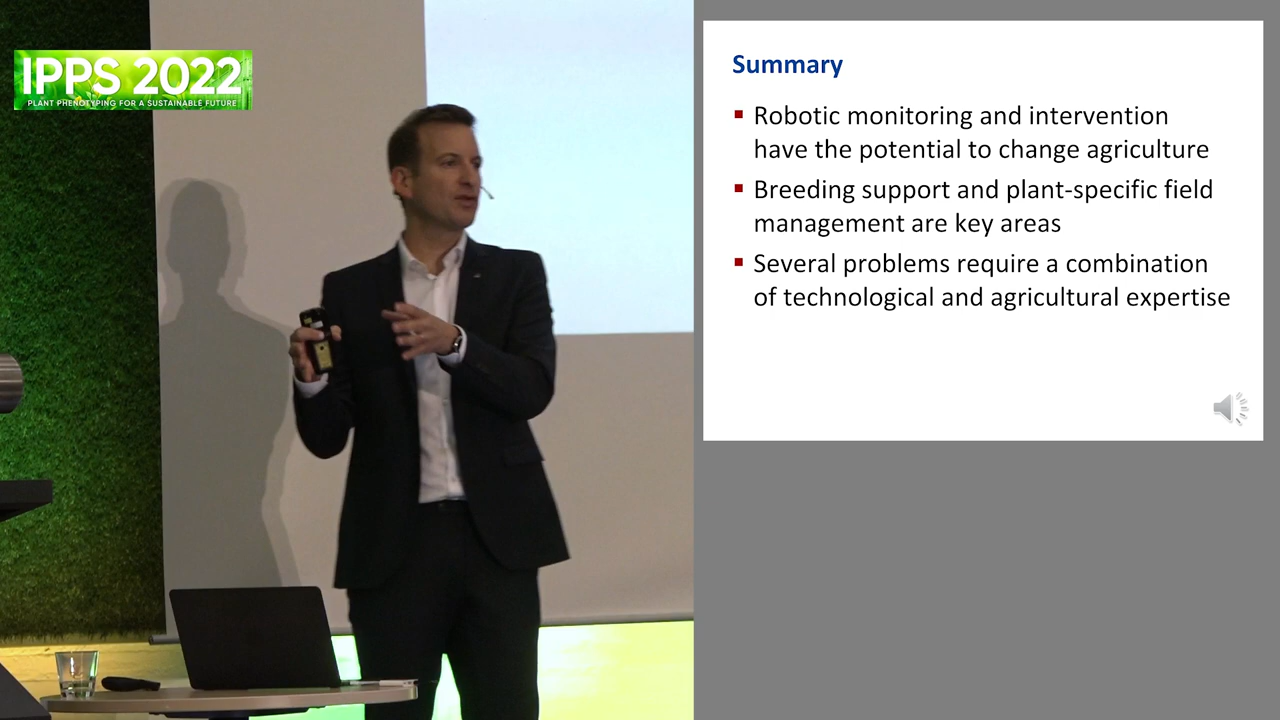 IPPS 2022
PLANT PHENOTYPING FOR A SUSTAINABLE FUTURE
Summary
Robotic monitoring and intervention
have the potential to change agriculture
Breeding support and plant-specific field
management are key areas
Several problems require a combination
of technological and agricultural expertise